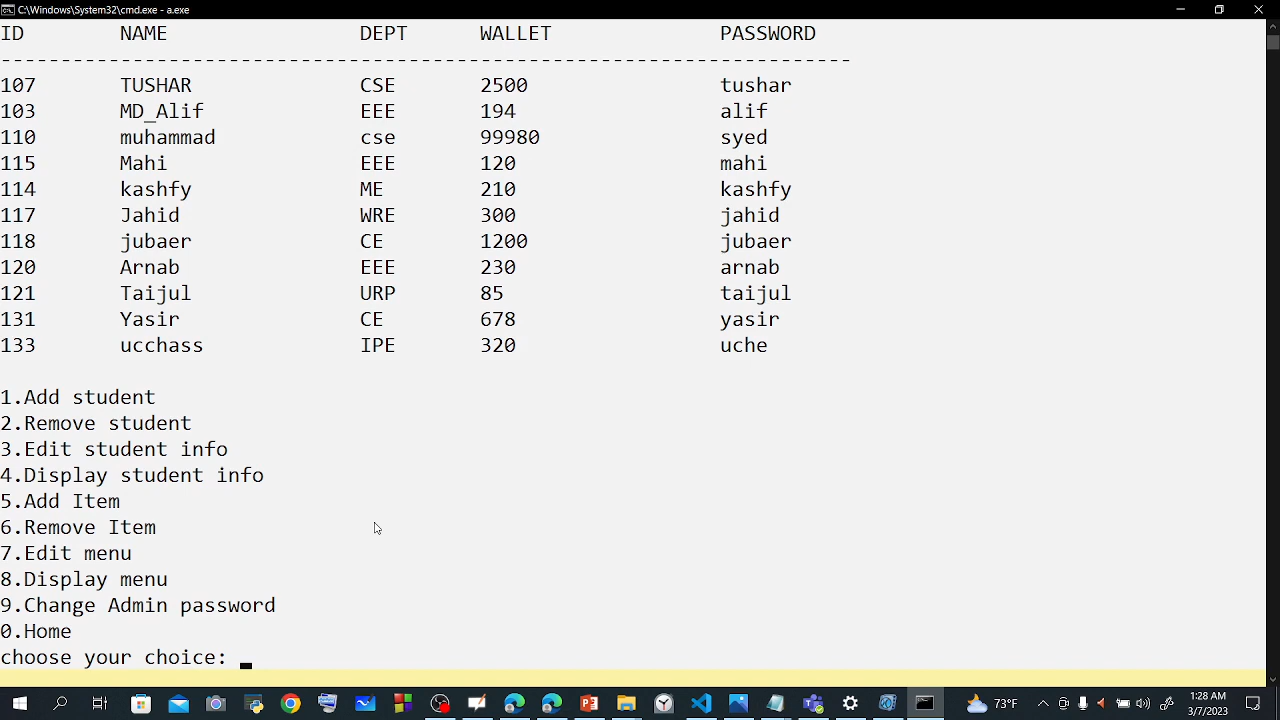 C:\Windows\System32\cmd.exe - a.exe
ID NAME DEPT WALLET PASSWORD
-----------------------------------------------------------------------
107 TUSHAR CSE 2500 tushar
103 MD_Alif EEE 194 alif
110 muhammad cse 99980 syed
115 Mahi EEE 120 mahi
114 kashfy ME 210 kashfy
117 Jahid WRE 300 jahid
118 jubaer CE 1200 jubaer
120 Arnab EEE 230 arnab
121 Taijul URP 85 taijul
131 Yasir CE 678 yasir
133 ucchass IPE 320 uche
1.Add student
2.Remove student
3.Edit student info
4.Display student info
5.Add Item
6.Remove Item
7.Edit menu
8.Display menu
9.Change Admin password
0.Home
choose your choice:
73°F
1:28 AM
3/7/2023